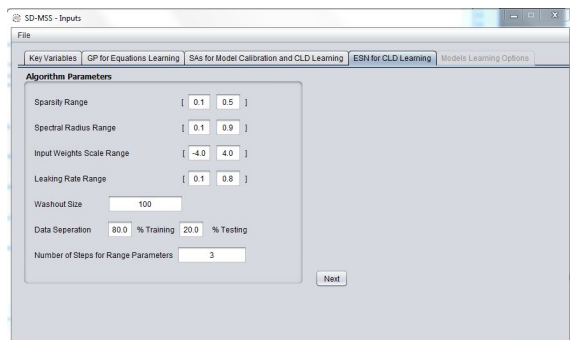 SD-MSS - Inputs
File
Key Variables GP for Equations Learning SAs for Model Calibration and CLD Learning ESN for CLD Learning Models Learning Options
Algorithm Parameters
Sparsity Range [ 0.1 0.5 ]
Spectral Radius Range [ 0.1 0.9 ]
Input Weights Scale Range [ -4.0 4.0 ]
Leaking Rate Range [ 0.1 0.8 ]
Washout Size 100
Data Seperation 80.0 % Training 20.0 % Testing
Number of Steps for Range Parameters 3
Next